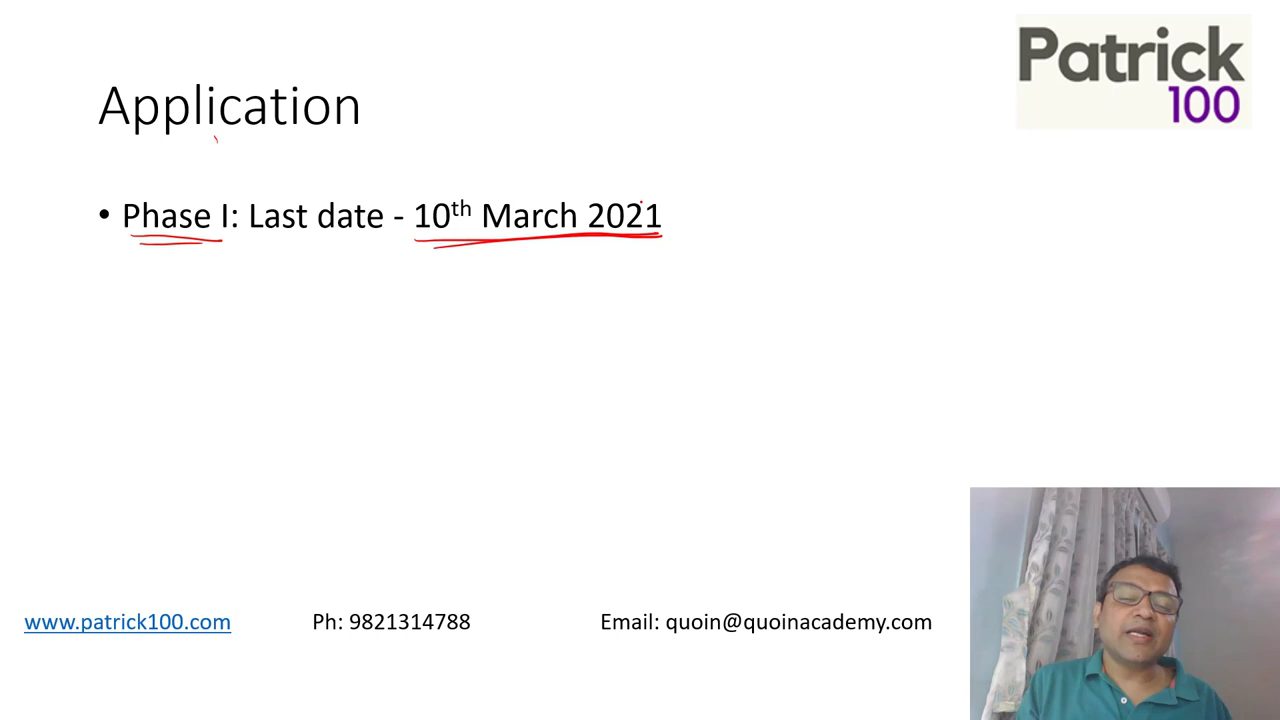 Patrick
100
Application
• Phase I: Last date - 10th March 2021
www.patrick100.com
Ph: 9821314788
Email: quoin@quoinacademy.com